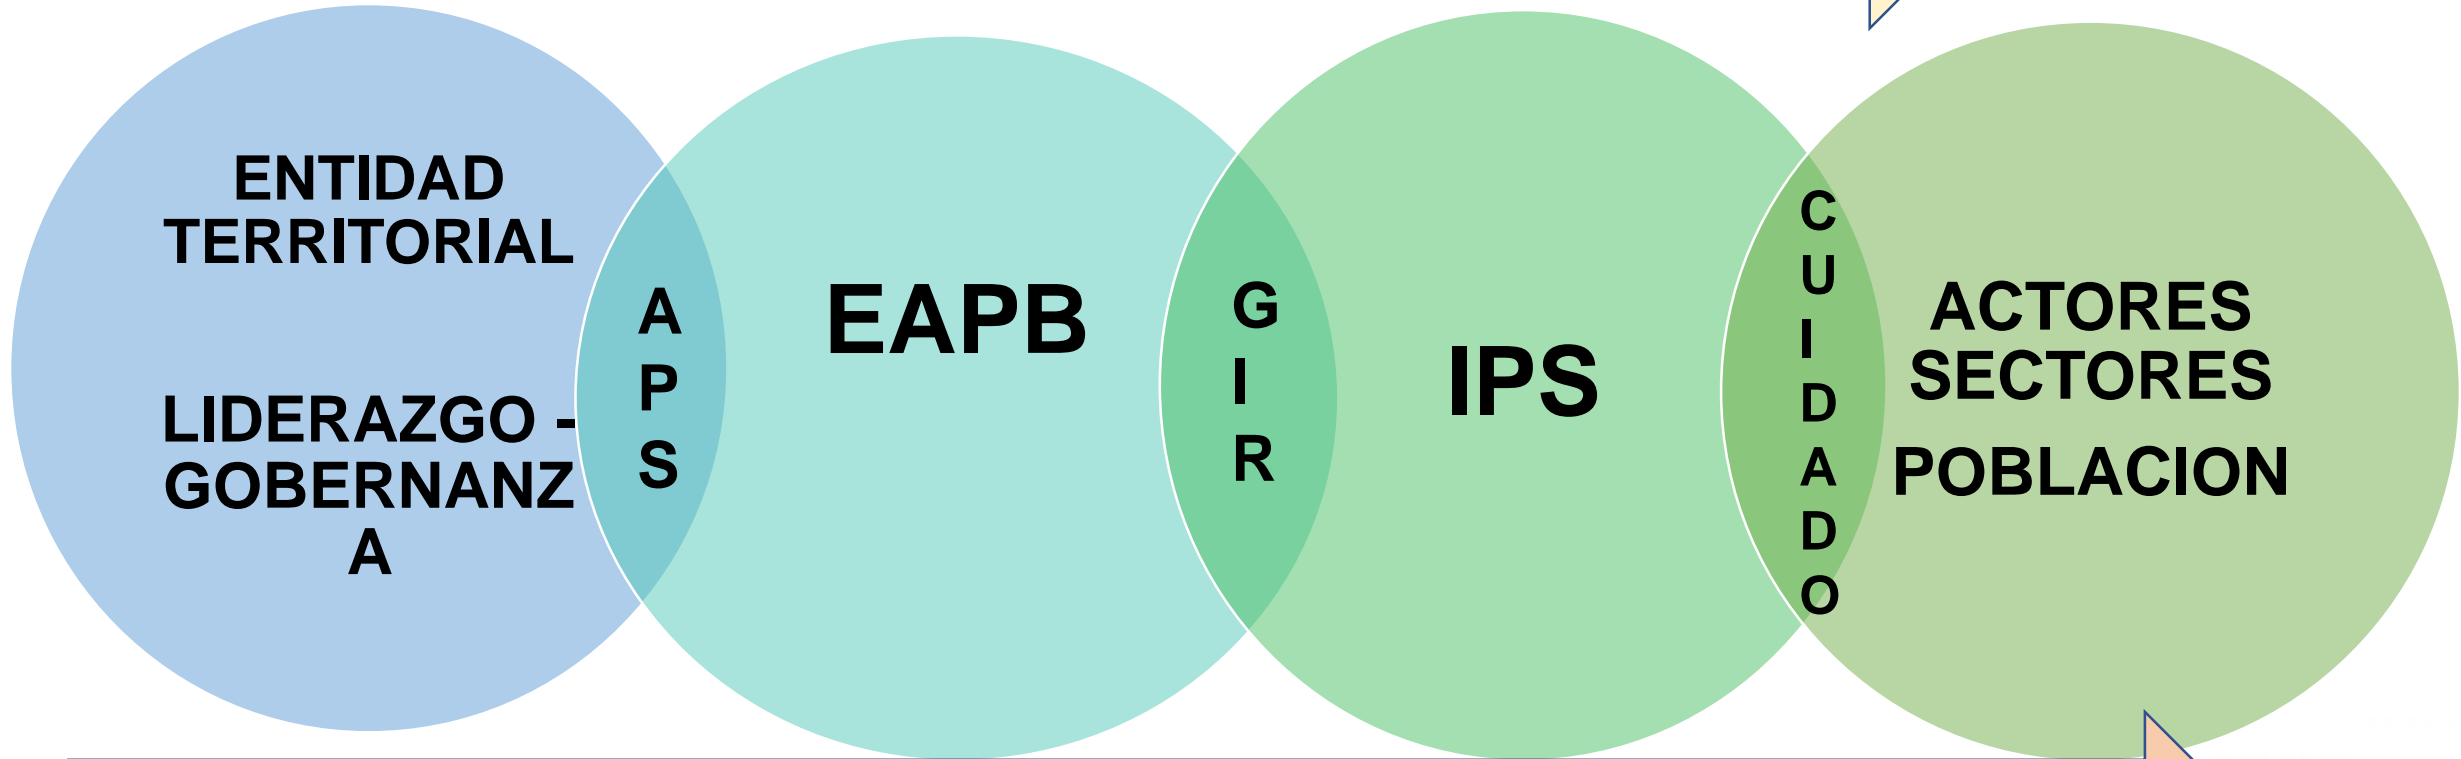 ENTIDAD
TERRITORIAL
LIDERAZGO -
GOBERNANZ
A
A
P
S
EAPB
G
I
R
IPS
C
U
I
D
A
D
O
ACTORES
SECTORES
POBLACION